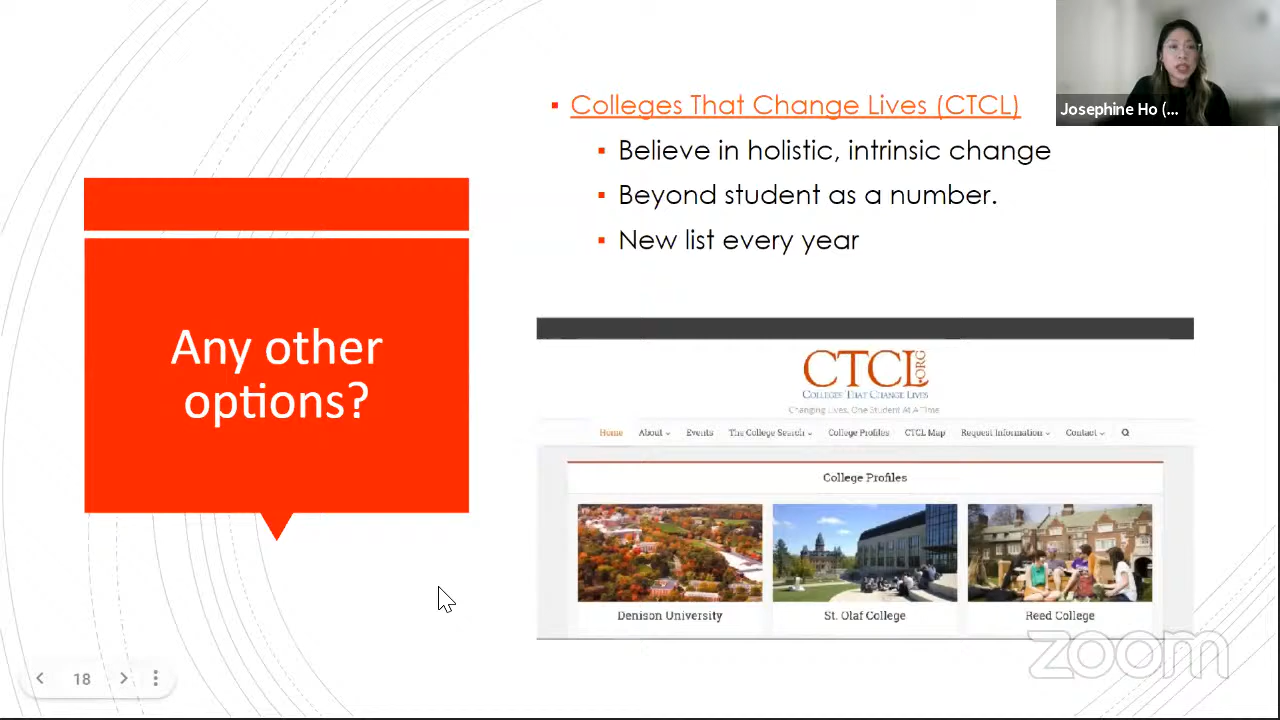 Colleges That Change Lives (CTCL)
Believe in holistic, intrinsic change
Beyond student as a number.
New list every year
Josephine Ho (...
Any other
options?
CTCL.ORG
COLLEGES THAT CHANGE LIVES
Changing Lives, One Student At A Time
Home About Events The College Search College Profiles CTCL Map Request Information Contact
College Profiles
Denison University St. Olaf College Reed College
zoom
18